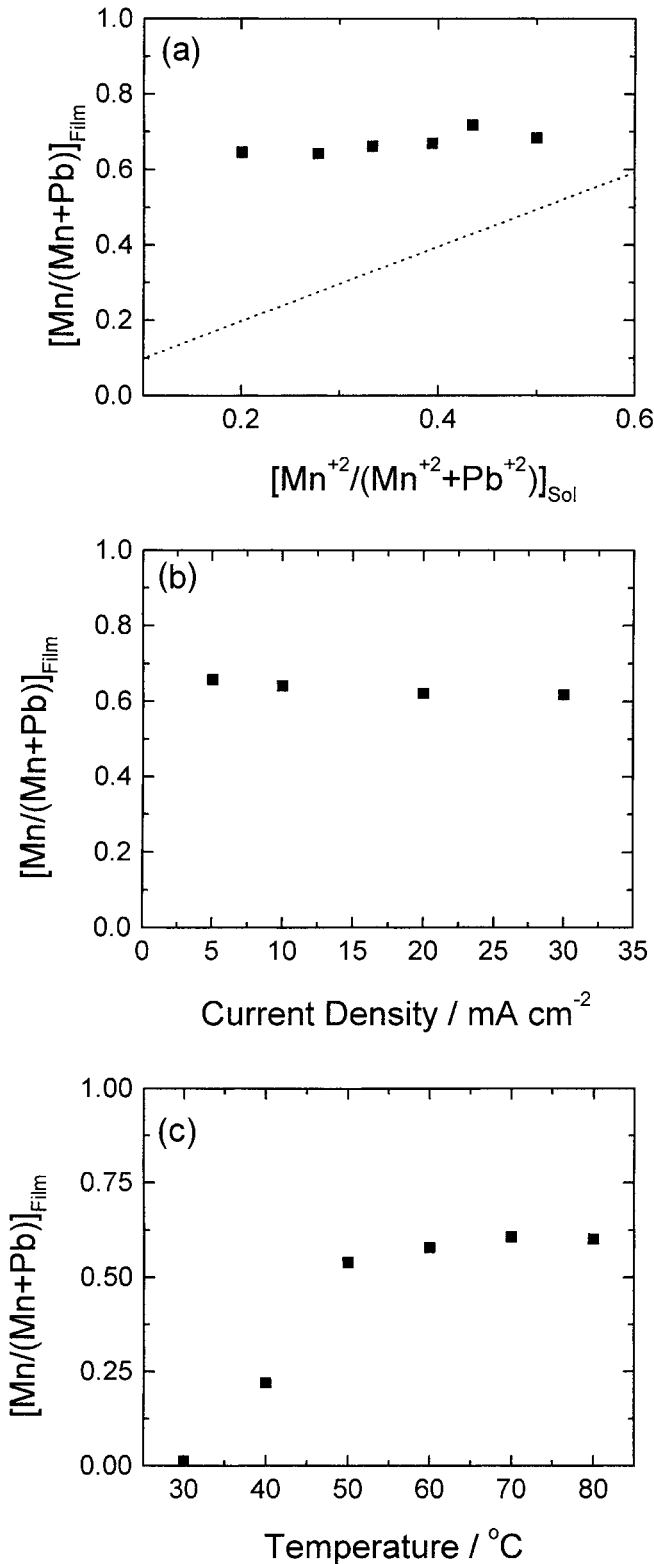 (a)
[Mn/(Mn+Pb)]Film
1.0
0.8
0.6
0.4
0.2
0.0
0.2 0.4 0.6
[Mn+2/(Mn+2+Pb+2)]Sol
(b)
[Mn/(Mn+Pb)]Film
1.0
0.8
0.6
0.4
0.2
0.0
0 5 10 15 20 25 30 35
Current Density / mA cm-2
(c)
[Mn/(Mn+Pb)]Film
1.00
0.75
0.50
0.25
0.00
30 40 50 60 70 80
Temperature / °C